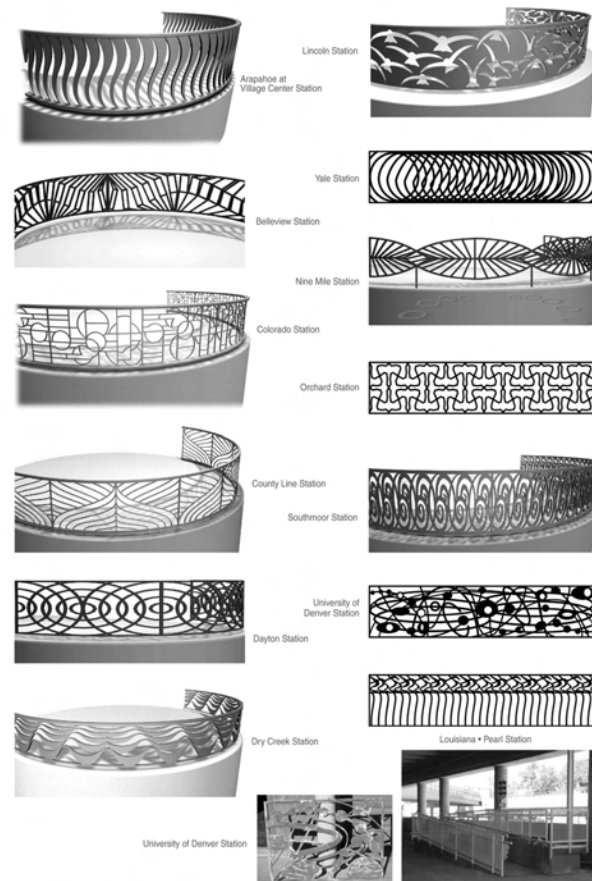 Arapahoe at
Village Center Station
Lincoln Station
Yale Station
Belleview Station
Nine Mile Station
Colorado Station
Orchard Station
County Line Station
Southmoor Station
University of
Denver Station
Dayton Station
Dry Creek Station
Louisiana • Pearl Station
University of Denver Station